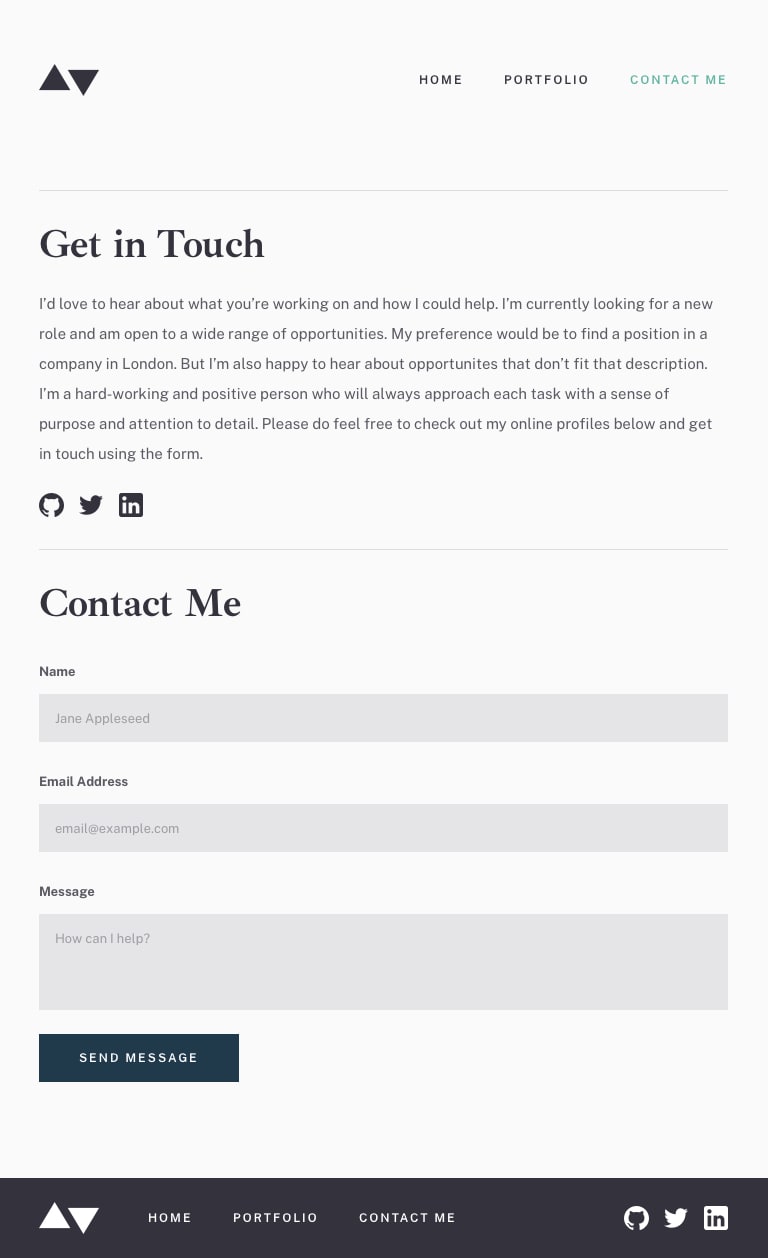 HOME PORTFOLIO CONTACT ME
Get in Touch
I’d love to hear about what you’re working on and how I could help. I’m currently looking for a new
role and am open to a wide range of opportunities. My preference would be to find a position in a
company in London. But I’m also happy to hear about opportunites that don’t fit that description.
I’m a hard-working and positive person who will always approach each task with a sense of
purpose and attention to detail. Please do feel free to check out my online profiles below and get
in touch using the form.
Contact Me
Name
Jane Appleseed
Email Address
email@example.com
Message
How can I help?
SEND MESSAGE
HOME PORTFOLIO CONTACT ME